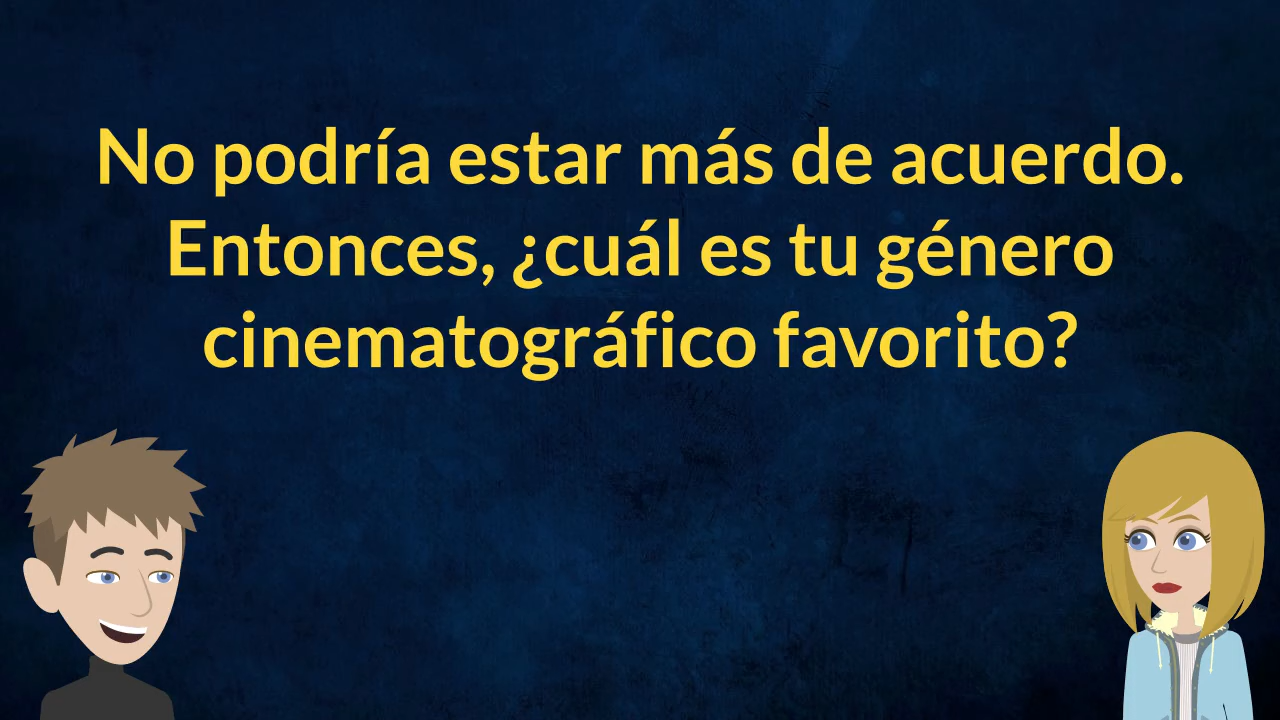 No podría estar más de acuerdo.
Entonces, ¿cuál es tu género
cinematográfico favorito?